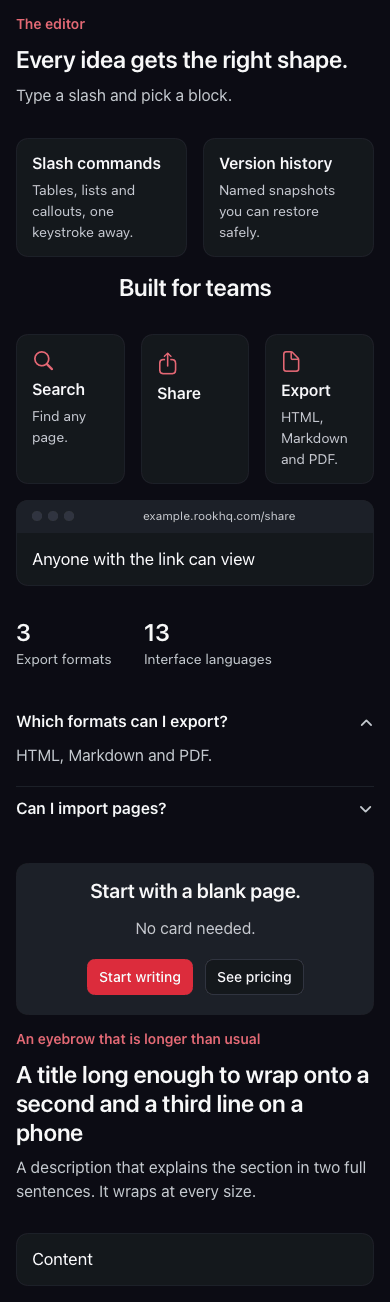 The editor
Every idea gets the right shape.
Type a slash and pick a block.
Slash commands
Tables, lists and
callouts, one
keystroke away.
Version history
Named snapshots
you can restore
safely.
Built for teams
Search
Find any
page.
Share
Export
HTML,
Markdown
and PDF.
example.rookhq.com/share
Anyone with the link can view
3
Export formats
13
Interface languages
Which formats can I export?
HTML, Markdown and PDF.
Can I import pages?
Start with a blank page.
No card needed.
Start writing
See pricing
An eyebrow that is longer than usual
A title long enough to wrap onto a
second and a third line on a
phone
A description that explains the section in two full
sentences. It wraps at every size.
Content